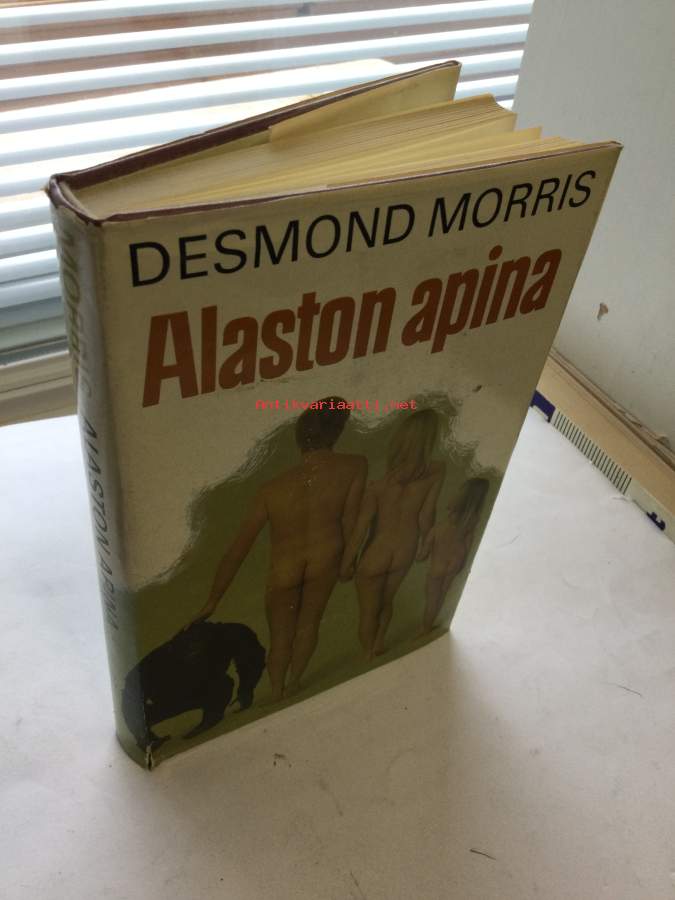 DESMOND MORRIS
Alaston apina
Antikvariaatti.net
MORRIS ALASTON APINA